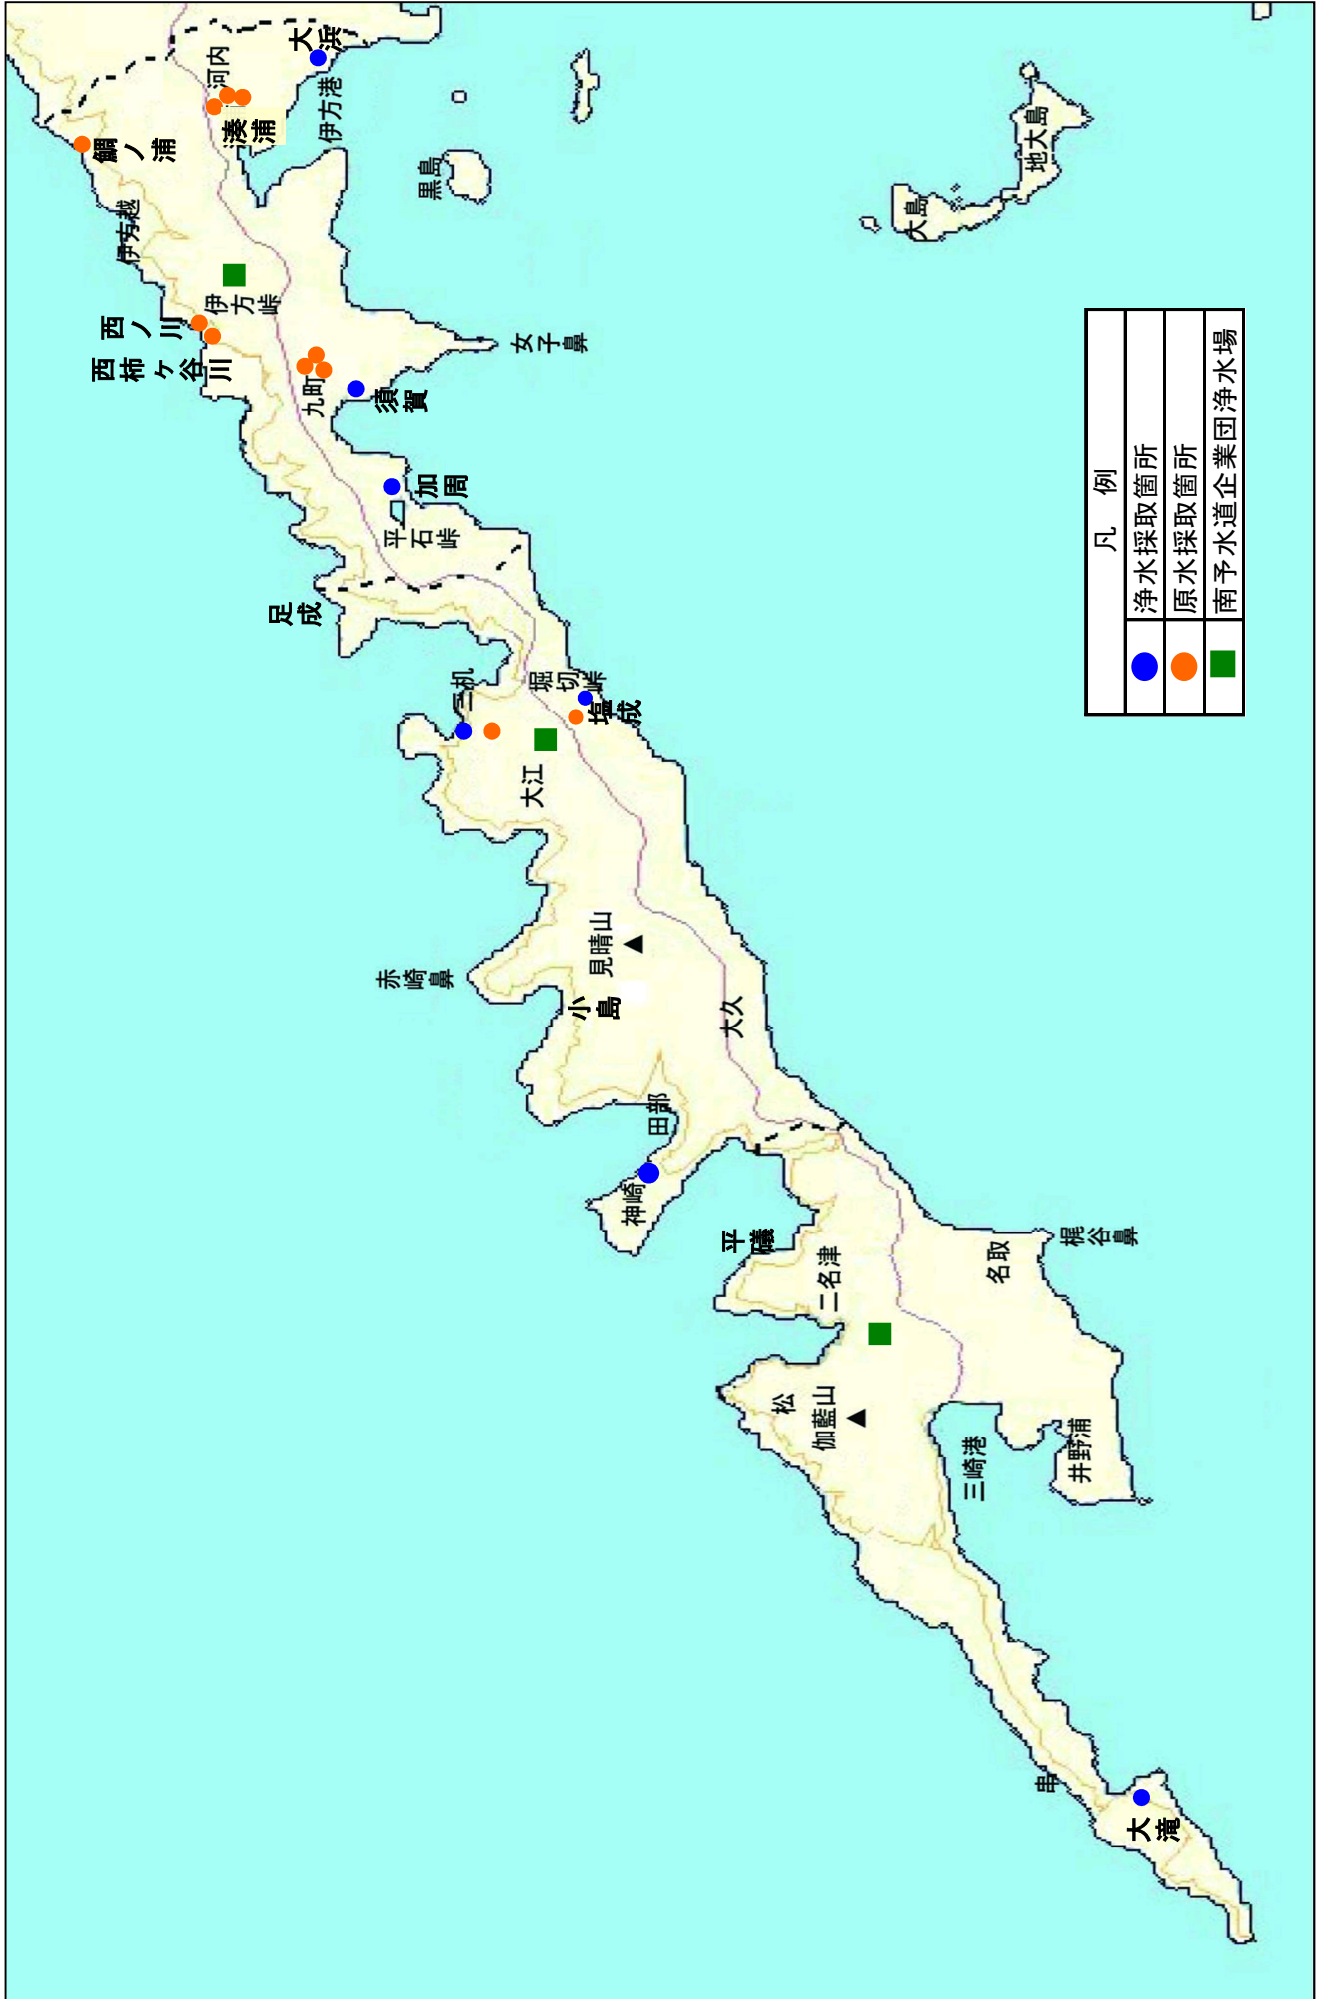 大浜
河内
湊浦
伊方港
鯛ノ浦
黒島
地大島
大島
伊方越
伊方峠
西ノ川
西柿ヶ谷川
女子鼻
九町
須賀
加周
平石峠
足成
三机
堀切峠
塩成
大江
見晴山
赤崎鼻
小島
大久
田部
神崎
平礒
二名津
名取
梶谷鼻
松
伽藍山
三崎港
井野浦
串
大滝
凡 例
浄水採取箇所
原水採取箇所
南予水道企業団浄水場